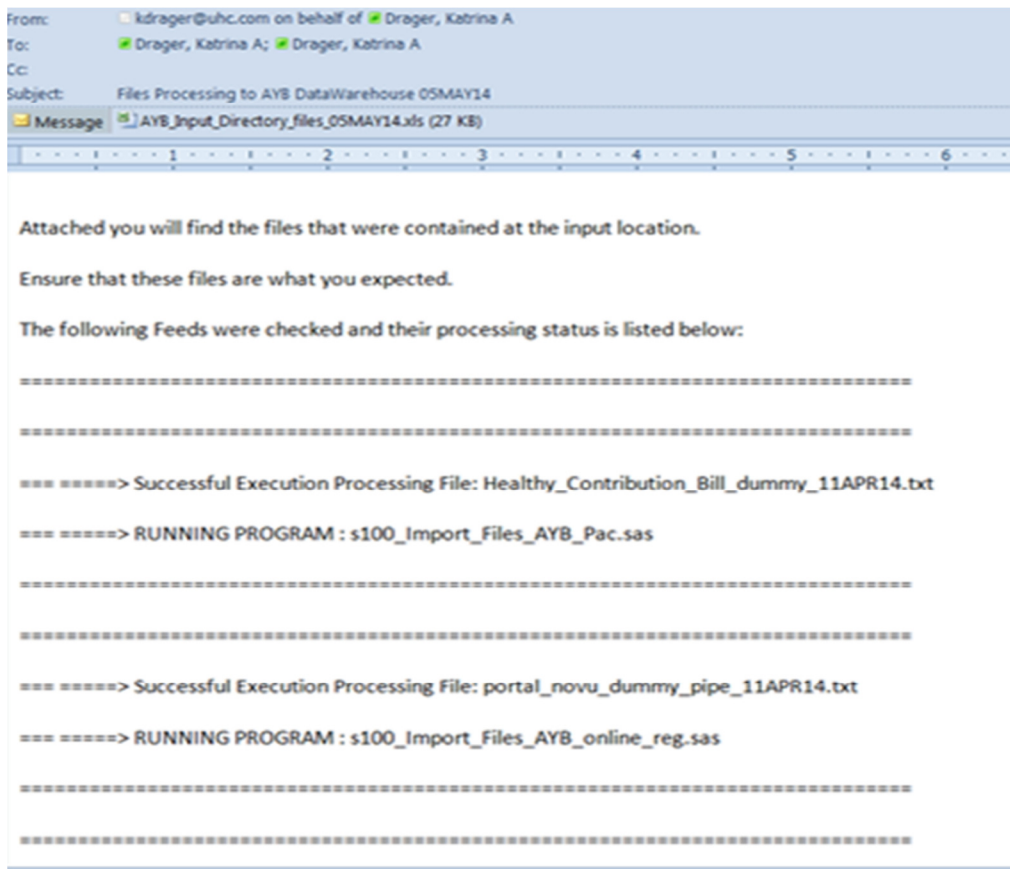 From: kdrager@uhc.com on behalf of Drager, Katrina A
To: Drager, Katrina A; Drager, Katrina A
Cc:
Subject: Files Processing to AYB DataWarehouse 05MAY14
Message AYB_Input_Directory_files_05MAY14.xls (27 KB)
1 2 3 4 5 6
Attached you will find the files that were contained at the input location.
Ensure that these files are what you expected.
The following Feeds were checked and their processing status is listed below:
==============================================================================
==============================================================================
=== =====> Successful Execution Processing File: Healthy_Contribution_Bill_dummy_11APR14.txt
=== =====> RUNNING PROGRAM : s100_Import_Files_AYB_Pac.sas
==============================================================================
==============================================================================
=== =====> Successful Execution Processing File: portal_novu_dummy_pipe_11APR14.txt
=== =====> RUNNING PROGRAM : s100_Import_Files_AYB_online_reg.sas
==============================================================================
==============================================================================